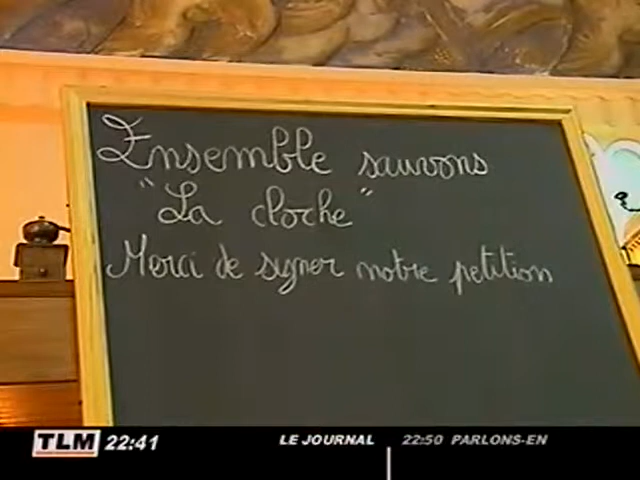 Ensemble sauvons
"La cloche"
Merci de signer notre petition
TLM 22:41 LE JOURNAL 22:50 PARLONS-EN